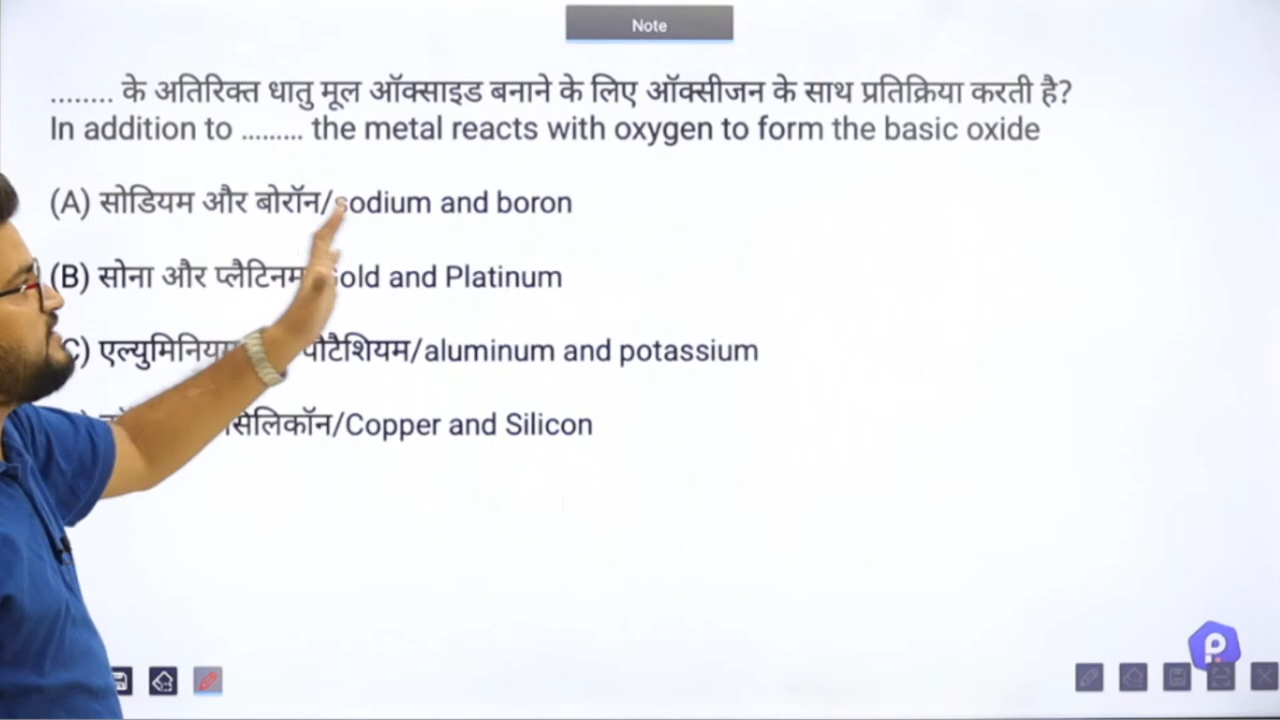 Note
........ के अतिरिक्त धातु मूल ऑक्साइड बनाने के लिए ऑक्सीजन के साथ प्रतिक्रिया करती है?
In addition to ......... the metal reacts with oxygen to form the basic oxide
(A) सोडियम और बोरॉन/sodium and boron
(B) सोना और प्लैटिनम old and Platinum
C) पोटैशियम/aluminum and potassium
सिलिकॉन/Copper and Silicon